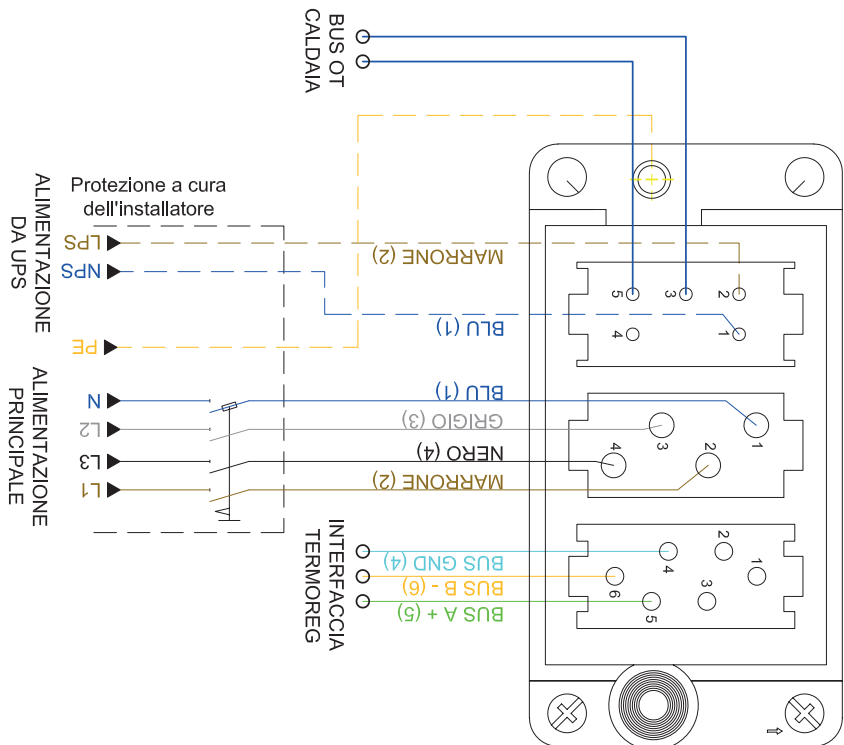 BUS OT
CALDAIA
Protezione a cura
dell'installatore
ALIMENTAZIONE
DA UPS
LPS
NPS
PE
MARRONE (2)
BLU (1)
5
3
2
4
1
ALIMENTAZIONE
PRINCIPALE
N
L2
L3
L1
BLU (1)
GRIGIO (3)
NERO (4)
MARRONE (2)
1
3
4
2
INTERFACCIA
TERMOREG
BUS GND (4)
BUS B - (6)
BUS A + (5)
4
2
1
6
5
3